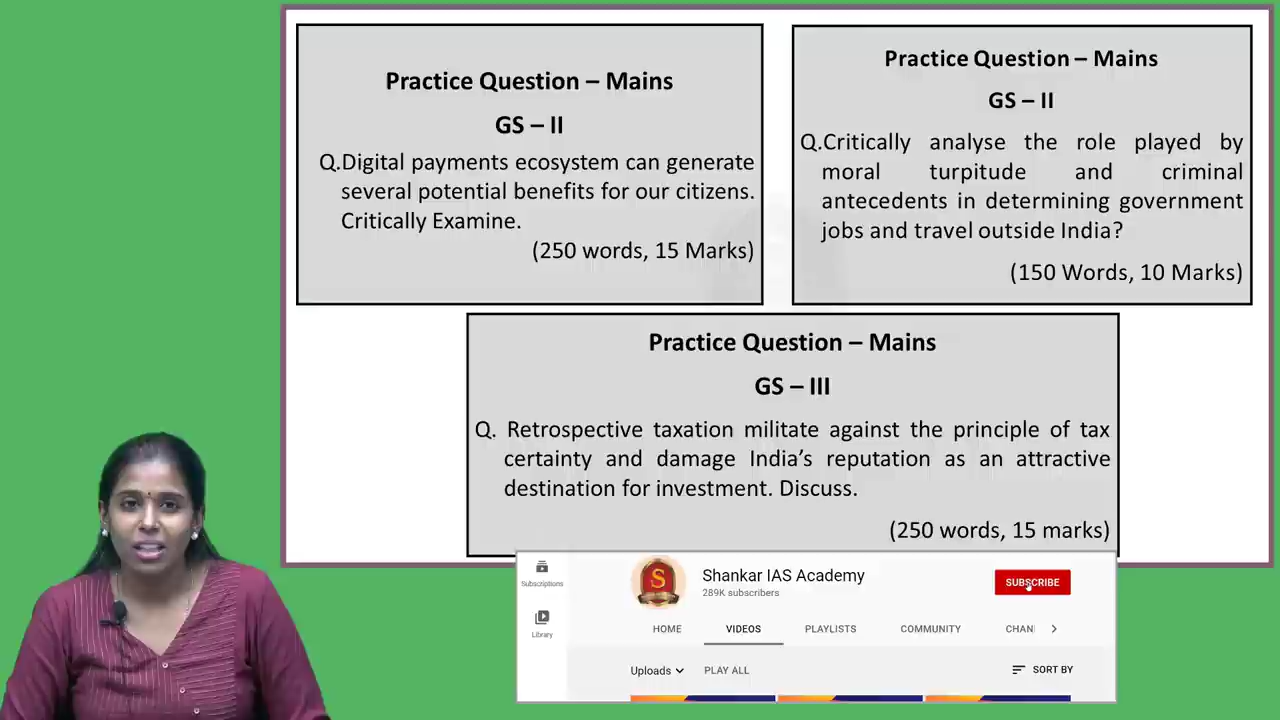 Practice Question – Mains
GS – II
Q.Digital payments ecosystem can generate
several potential benefits for our citizens.
Critically Examine.
(250 words, 15 Marks)
Practice Question – Mains
GS – II
Q.Critically analyse the role played by
moral turpitude and criminal
antecedents in determining government
jobs and travel outside India?
(150 Words, 10 Marks)
Practice Question – Mains
GS – III
Q. Retrospective taxation militate against the principle of tax
certainty and damage India’s reputation as an attractive
destination for investment. Discuss.
(250 words, 15 marks)
Subscriptions
Library
S
Shankar IAS Academy
289K subscribers
SUBSCRIBE
HOME VIDEOS PLAYLISTS COMMUNITY CHAN
Uploads PLAY ALL SORT BY